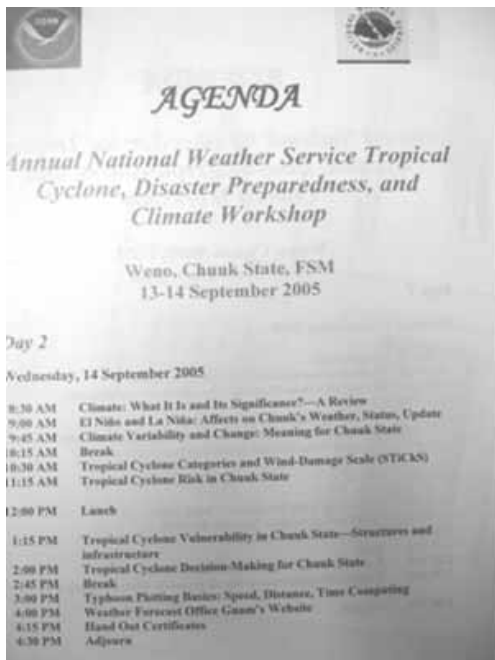 AGENDA
Annual National Weather Service Tropical
Cyclone, Disaster Preparedness, and
Climate Workshop
Weno, Chuuk State, FSM
13-14 September 2005
Day 2
Wednesday, 14 September 2005
8:30 AM Climate: What It Is and Its Significance?—A Review
9:00 AM El Niño and La Niña: Affects on Chuuk's Weather, Status, Update
9:45 AM Climate Variability and Change: Meaning for Chuuk State
10:15 AM Break
10:30 AM Tropical Cyclone Categories and Wind-Damage Scale (STiCkS)
11:15 AM Tropical Cyclone Risk in Chuuk State
12:00 PM Lunch
1:15 PM Tropical Cyclone Vulnerability in Chuuk State—Structures and
infrastructure
2:00 PM Tropical Cyclone Decision-Making for Chuuk State
2:45 PM Break
3:00 PM Typhoon Plotting Basics: Speed, Distance, Time Computing
4:00 PM Weather Forecast Office Guam's Website
4:15 PM Hand Out Certificates
4:30 PM Adjourn